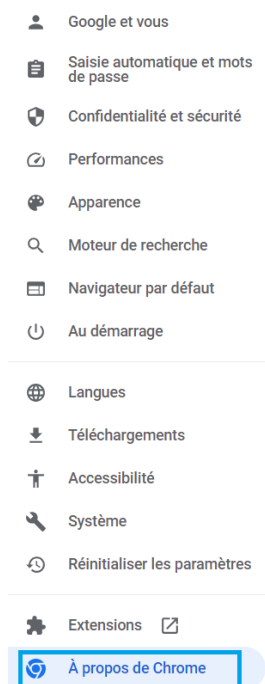 Google et vous
Saisie automatique et mots
de passe
Confidentialité et sécurité
Performances
Apparence
Moteur de recherche
Navigateur par défaut
Au démarrage
Langues
Téléchargements
Accessibilité
Système
Réinitialiser les paramètres
Extensions
À propos de Chrome